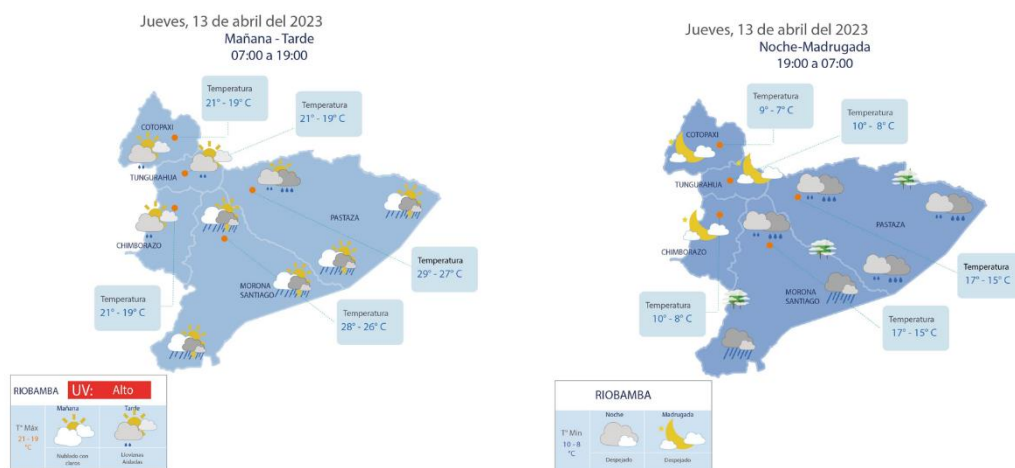 Jueves, 13 de abril del 2023
Mañana - Tarde
07:00 a 19:00
Temperatura
21° - 19° C
Temperatura
21° - 19° C
COTOPAXI
TUNGURAHUA
PASTAZA
CHIMBORAZO
Temperatura
29° - 27° C
MORONA
SANTIAGO
Temperatura
21° - 19° C
Temperatura
28° - 26° C
RIOBAMBA
UV: Alto
Mañana
Tarde
T° Máx
21 - 19
°C
Nublado con
claros
Lloviznas
Aisladas
Jueves, 13 de abril del 2023
Noche-Madrugada
19:00 a 07:00
Temperatura
9° - 7° C
Temperatura
10° - 8° C
COTOPAXI
TUNGURAHUA
PASTAZA
CHIMBORAZO
Temperatura
17° - 15° C
MORONA
SANTIAGO
Temperatura
10° - 8° C
Temperatura
17° - 15° C
RIOBAMBA
Noche
Madrugada
T° Min
10 - 8
°C
Despejado
Despejado